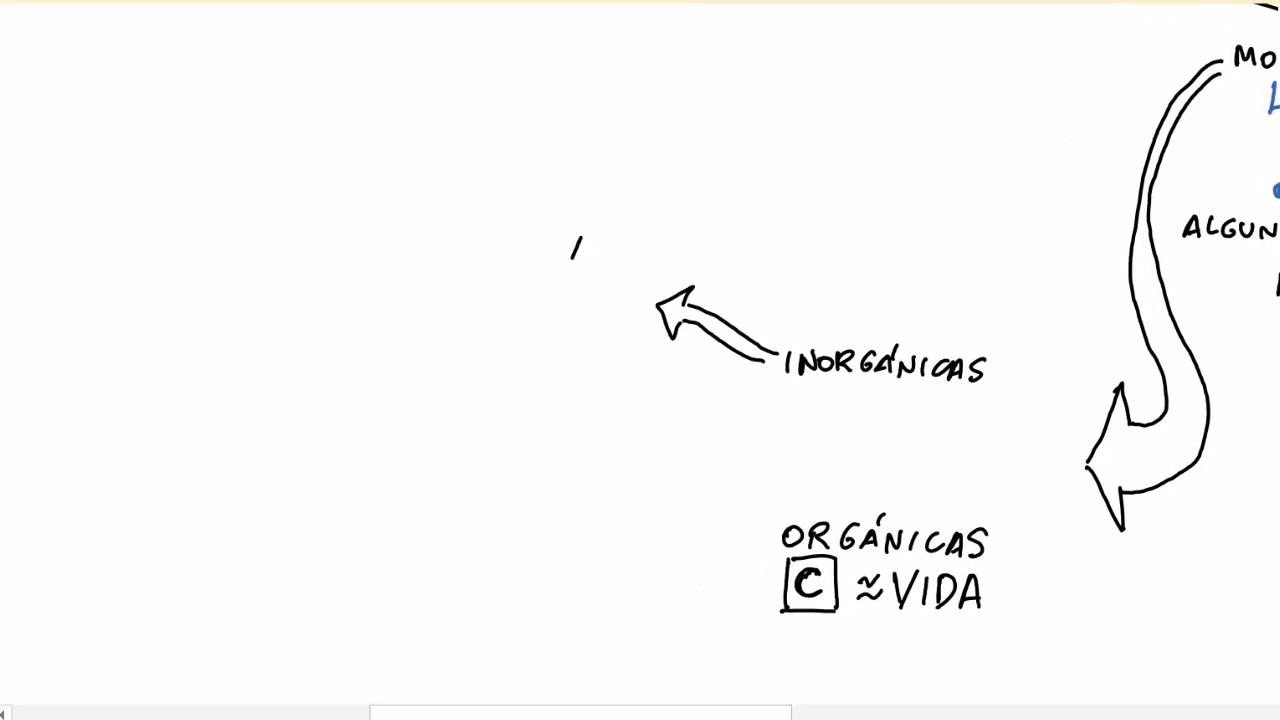 MO
L
ALGUN
INORGÁNICAS
ORGÁNICAS
C ≈ VIDA